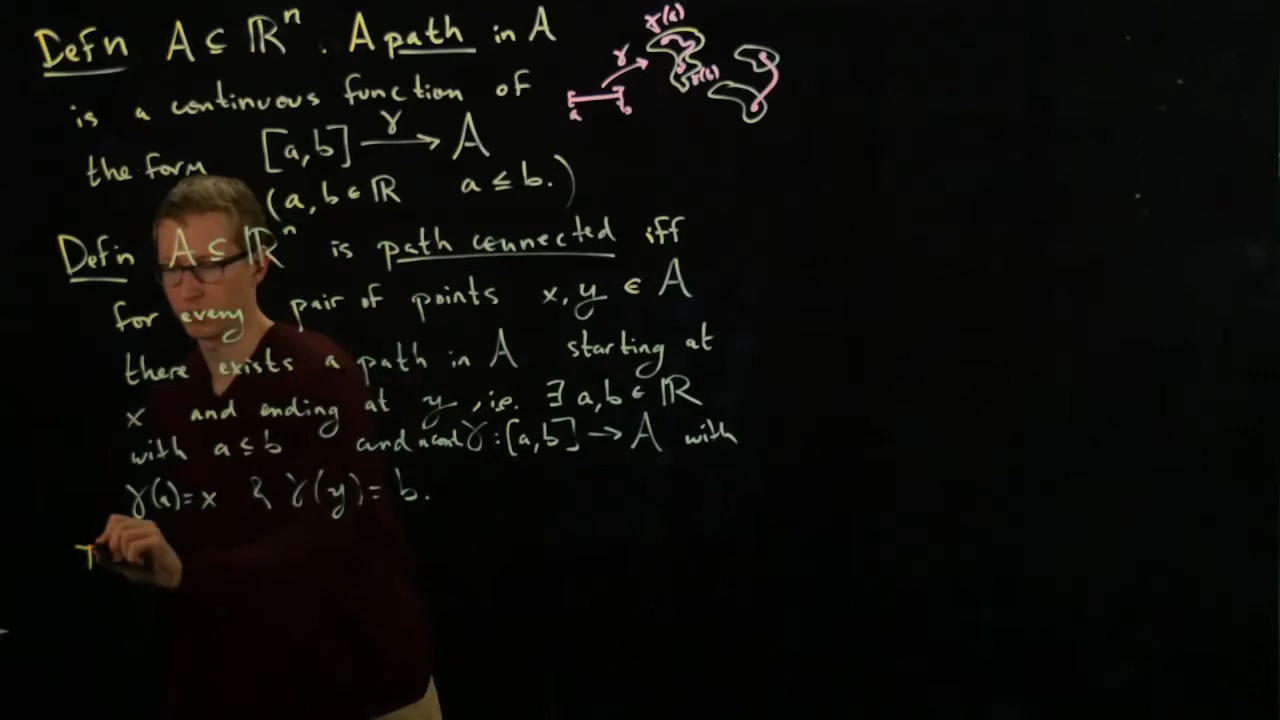 Defn A ⊆ ℝⁿ. A path in A
is a continuous function of
the form [a,b] —γ→ A
(a, b ∈ ℝ a ≤ b.)
γ(a)
γ
γ(b)
a
b
Defn A ⊆ ℝⁿ is path connected iff
for every pair of points x, y ∈ A
there exists a path in A starting at
x and ending at y, i.e. ∃ a, b ∈ ℝ
with a ≤ b and a cont γ : [a,b] → A with
γ(a) = x & γ(y) = b.
T